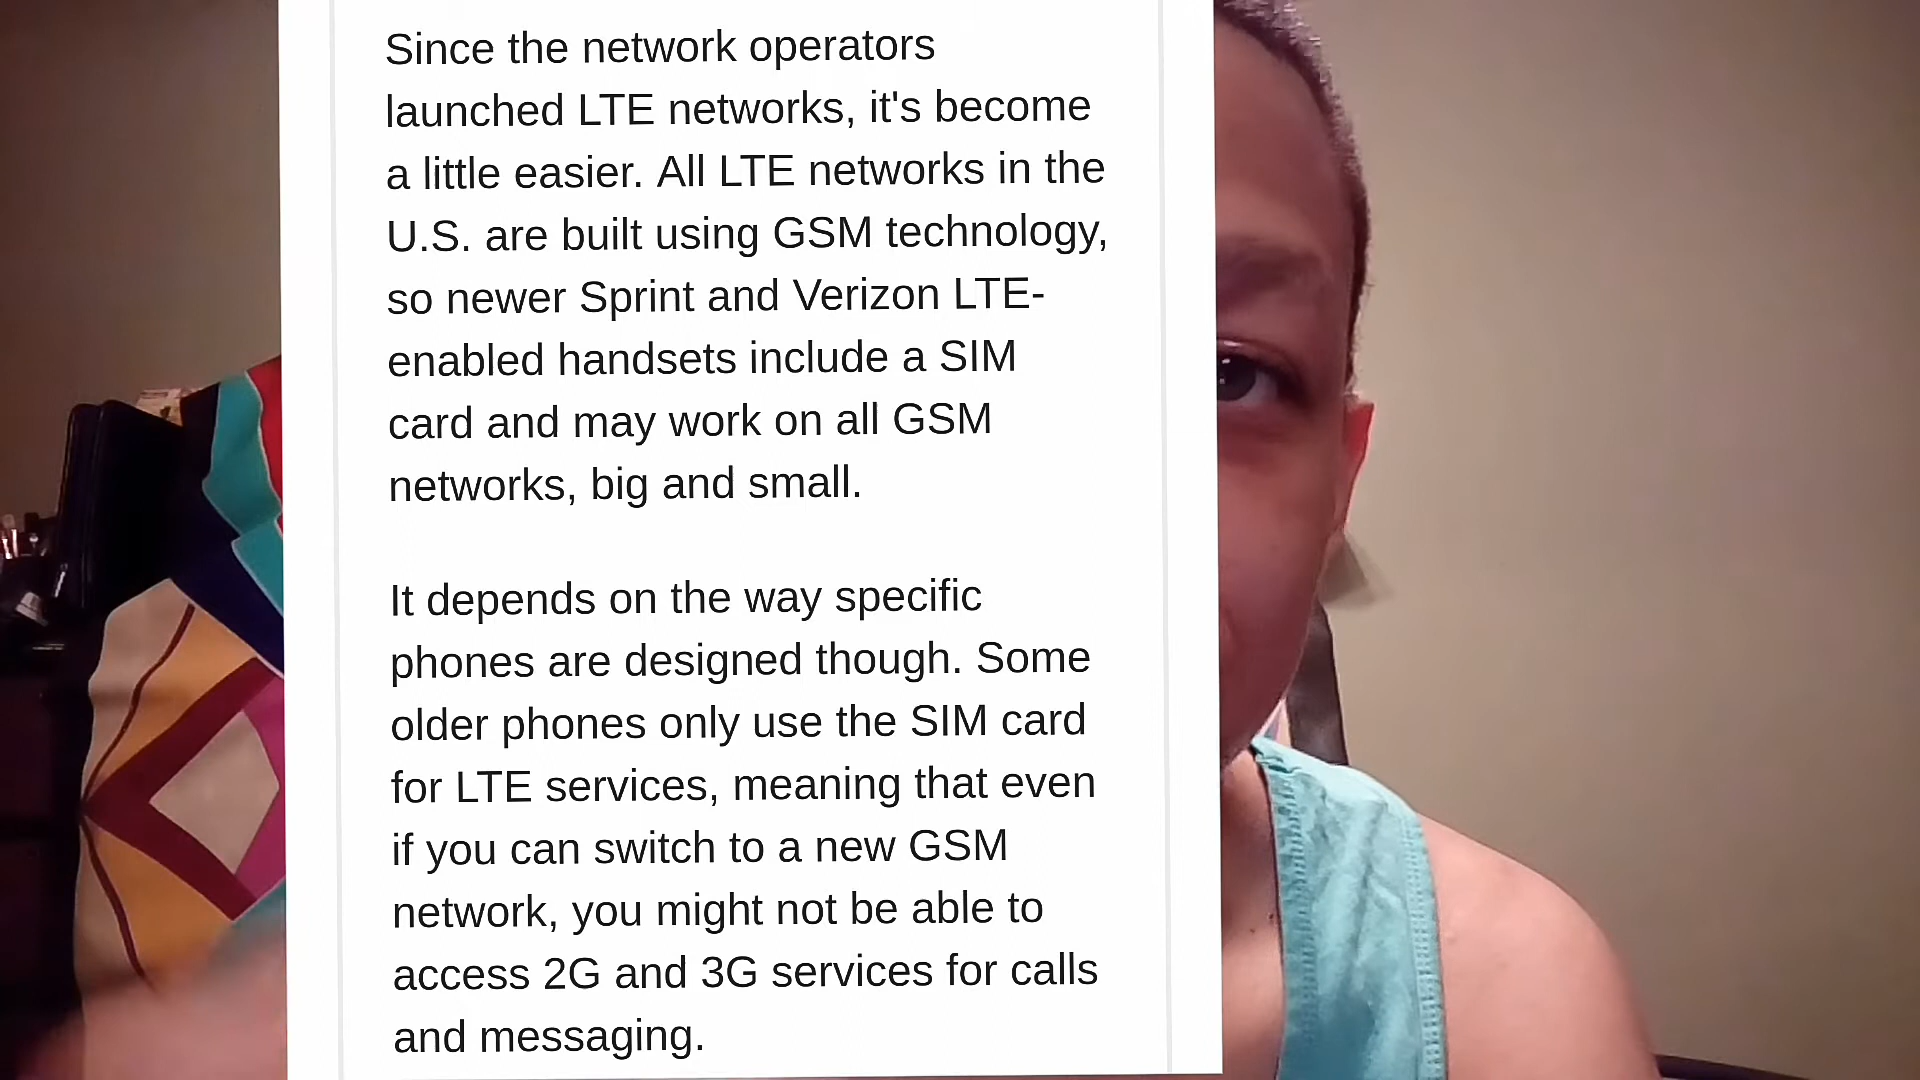 Since the network operators
launched LTE networks, it's become
a little easier. All LTE networks in the
U.S. are built using GSM technology,
so newer Sprint and Verizon LTE-
enabled handsets include a SIM
card and may work on all GSM
networks, big and small.
It depends on the way specific
phones are designed though. Some
older phones only use the SIM card
for LTE services, meaning that even
if you can switch to a new GSM
network, you might not be able to
access 2G and 3G services for calls
and messaging.